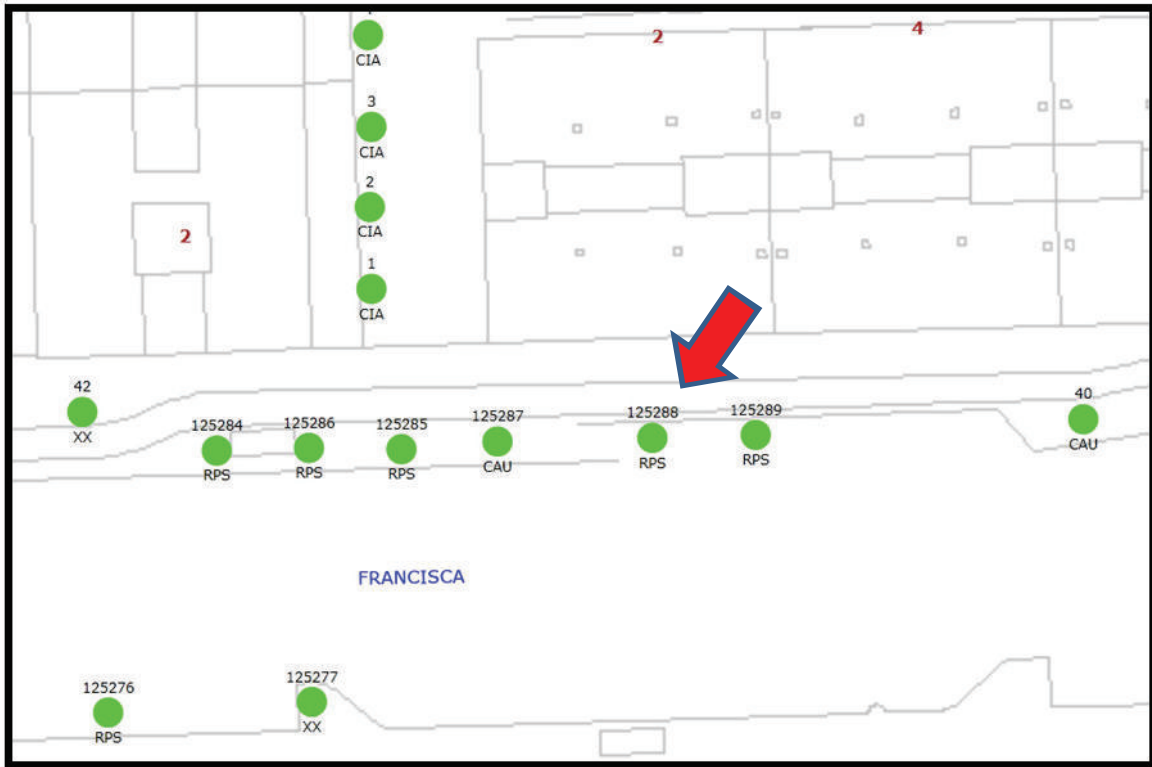 CIA
2
4
3
CIA
2
CIA
2
1
CIA
42
XX
125284
RPS
125286
RPS
125285
RPS
125287
CAU
125288
RPS
125289
RPS
40
CAU
FRANCISCA
125276
RPS
125277
XX